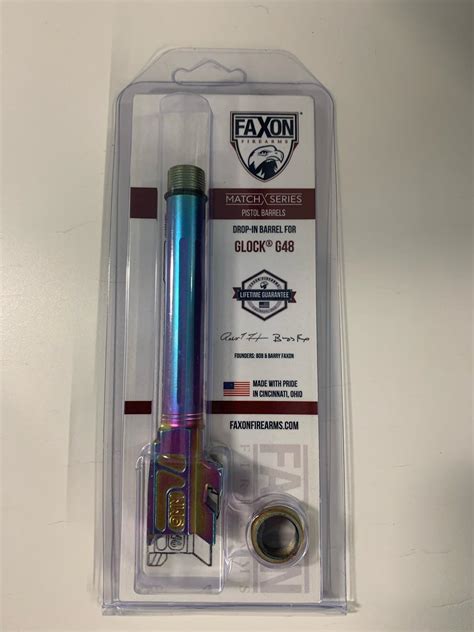 FAXON
FIREARMS
MATCH X SERIES
PISTOL BARRELS
DROP-IN BARREL FOR
GLOCK® G48
LIFETIME GUARANTEE
FOUNDERS: BOB & BARRY FAXON
MADE WITH PRIDE
IN CINCINNATI, OHIO
FAXONFIREARMS.COM
FAXON